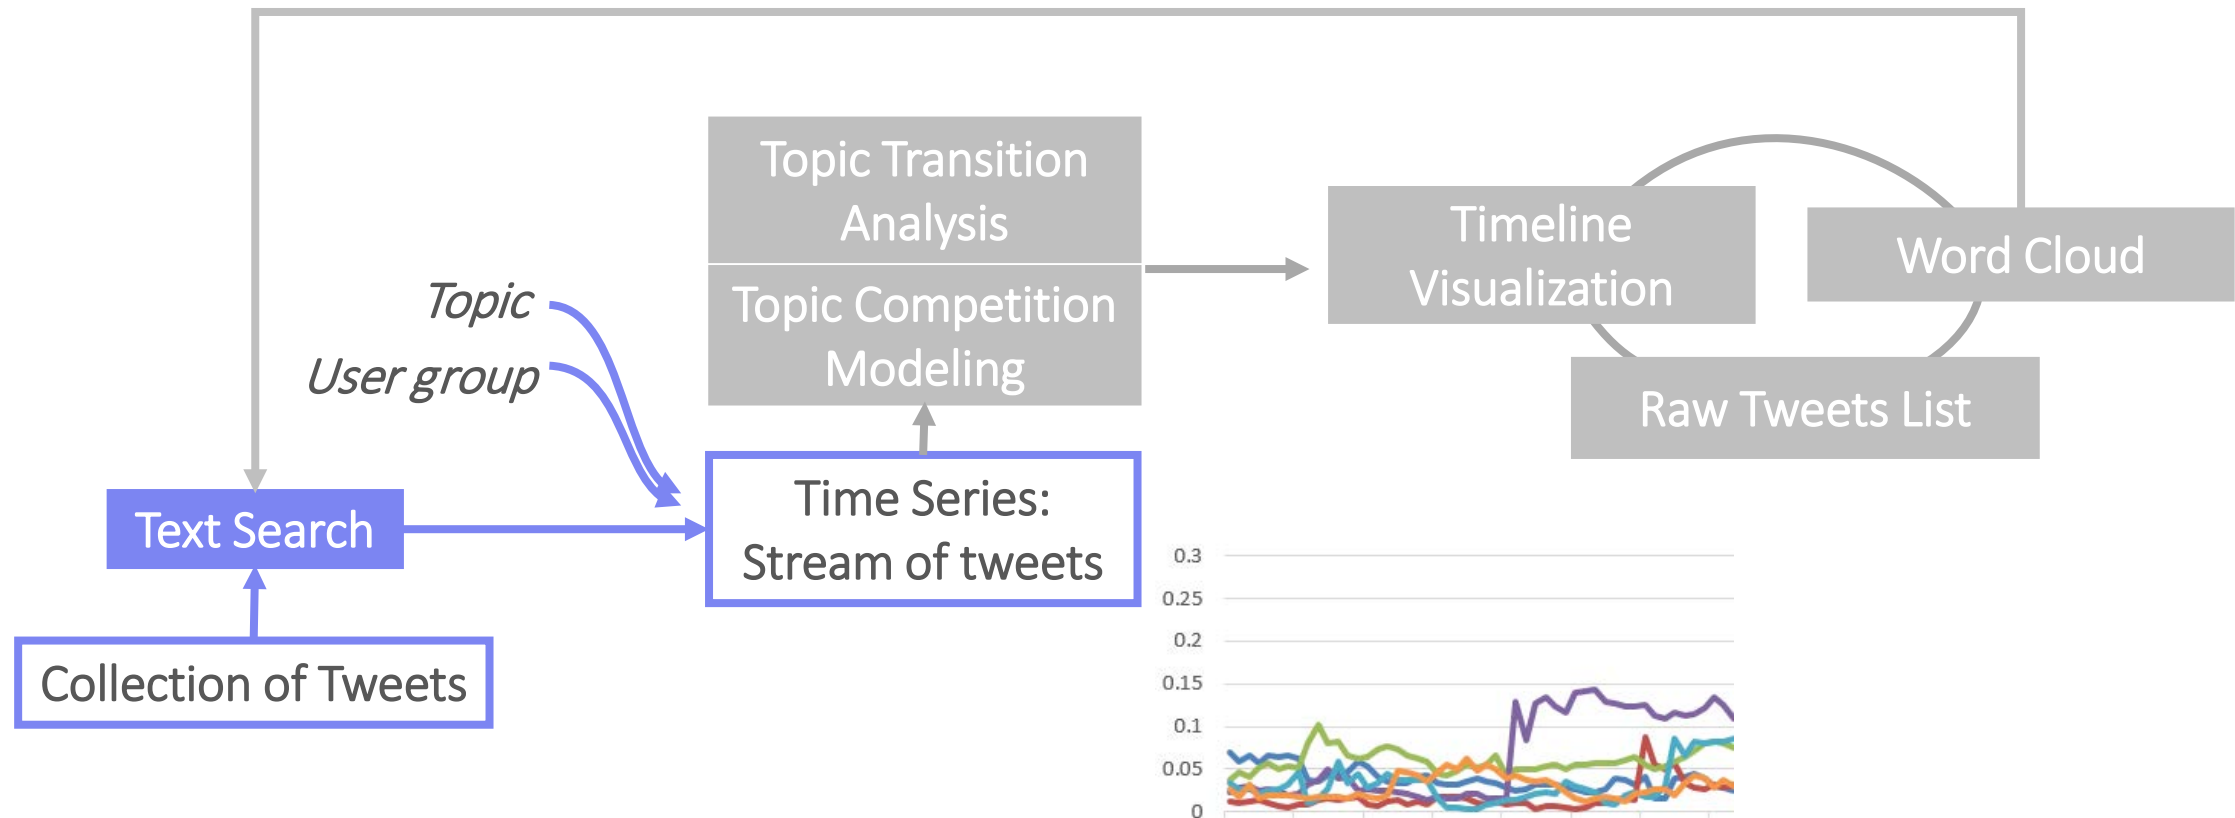 Topic Transition
Analysis
Topic Competition
Modeling
Timeline
Visualization
Word Cloud
Raw Tweets List
Topic
User group
Text Search
Time Series:
Stream of tweets
Collection of Tweets
0.3
0.25
0.2
0.15
0.1
0.05
0